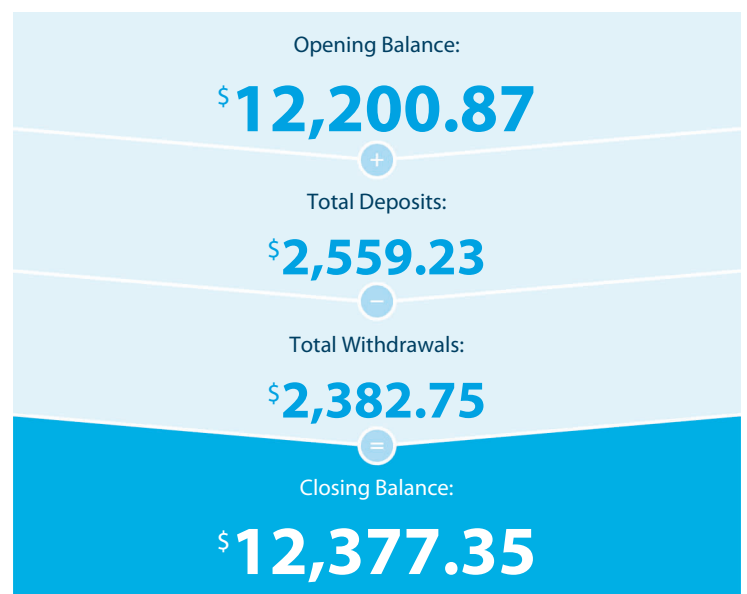 Opening Balance:
$12,200.87
+
Total Deposits:
$2,559.23
−
Total Withdrawals:
$2,382.75
=
Closing Balance:
$12,377.35